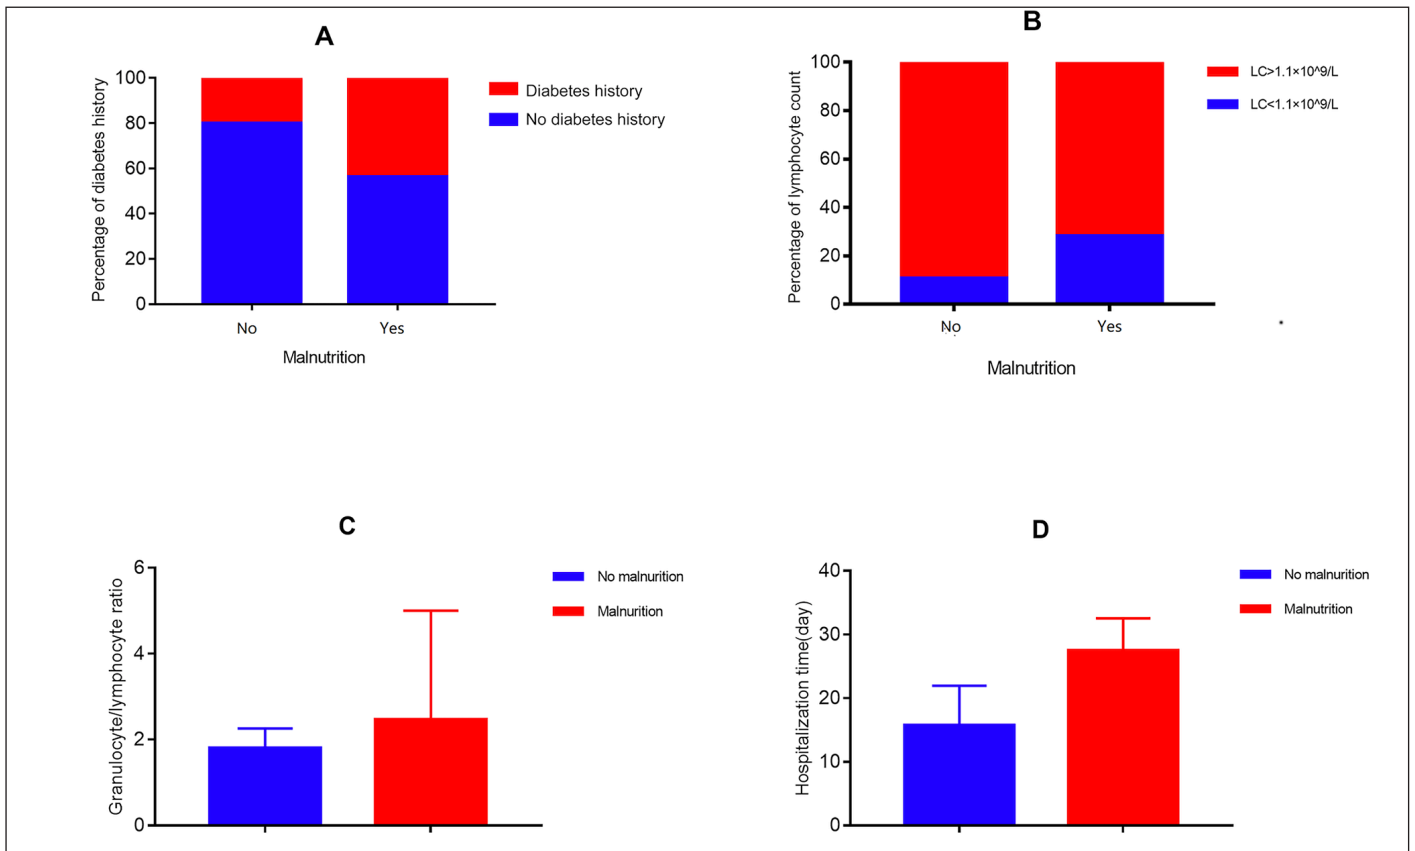 A
Percentage of diabetes history
100
80
60
40
20
0
No
Yes
Malnutrition
Diabetes history
No diabetes history
B
Percentage of lymphocyte count
100
80
60
40
20
0
No
Yes
*
Malnutrition
LC>1.1×10^9/L
LC<1.1×10^9/L
C
Granulocyte/lymphocyte ratio
6
4
2
0
No malnurition
Malnurition
D
Hospitalization time(day)
40
30
20
10
0
No malnurition
Malnutrition